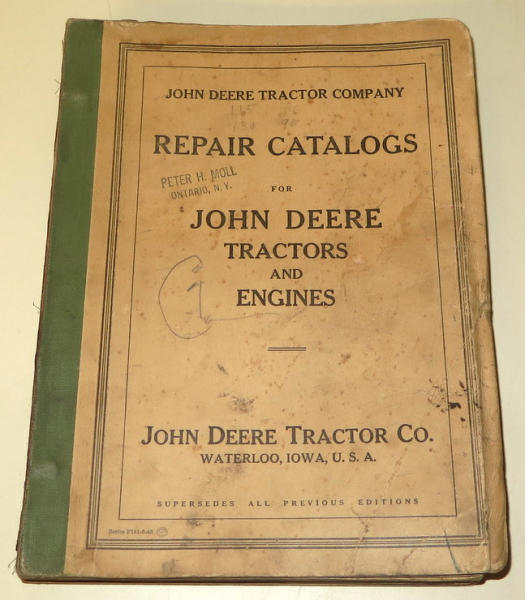 JOHN DEERE TRACTOR COMPANY
REPAIR CATALOGS
PETER H. MOLL
ONTARIO, N. Y.
FOR
JOHN DEERE
TRACTORS
AND
ENGINES
JOHN DEERE TRACTOR CO.
WATERLOO, IOWA, U. S. A.
SUPERSEDES ALL PREVIOUS EDITIONS